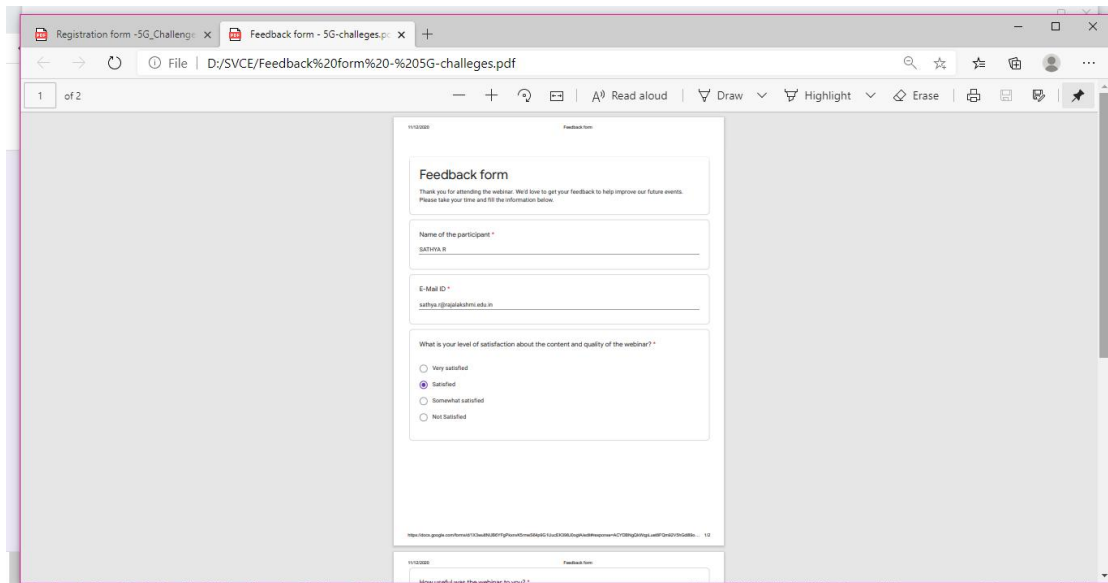 Registration form -5G_Challenge
Feedback form - 5G-challeges.pd
File | D:/SVCE/Feedback%20form%20-%205G-challeges.pdf
1 of 2
Read aloud Draw Highlight Erase
11/12/2020 Feedback form
Feedback form
Thank you for attending the webinar. We'd love to get your feedback to help improve our future events.
Please take your time and fill the information below.
Name of the participant *
SATHYA R
E-Mail ID *
sathya.r@rajalakshmi.edu.in
What is your level of satisfaction about the content and quality of the webinar? *
Very satisfied
Satisfied
Somewhat satisfied
Not Satisfied
1/2
11/12/2020 Feedback form
How useful was the webinar to you? *